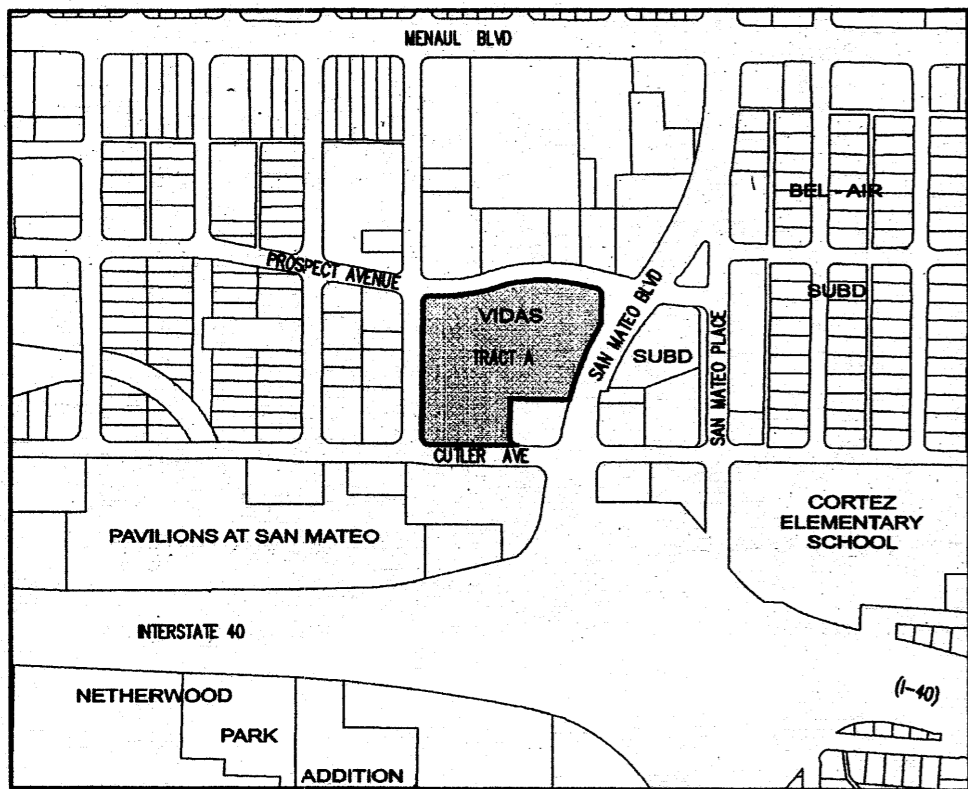 MENAUL BLVD
BEL-AIR
PROSPECT AVENUE
VIDAS
SUBD
TRACT A
SAN MATEO BLVD
SUBD
SAN MATEO PLACE
CUTLER AVE
PAVILIONS AT SAN MATEO
CORTEZ
ELEMENTARY
SCHOOL
INTERSTATE 40
NETHERWOOD
PARK
ADDITION
(I-40)